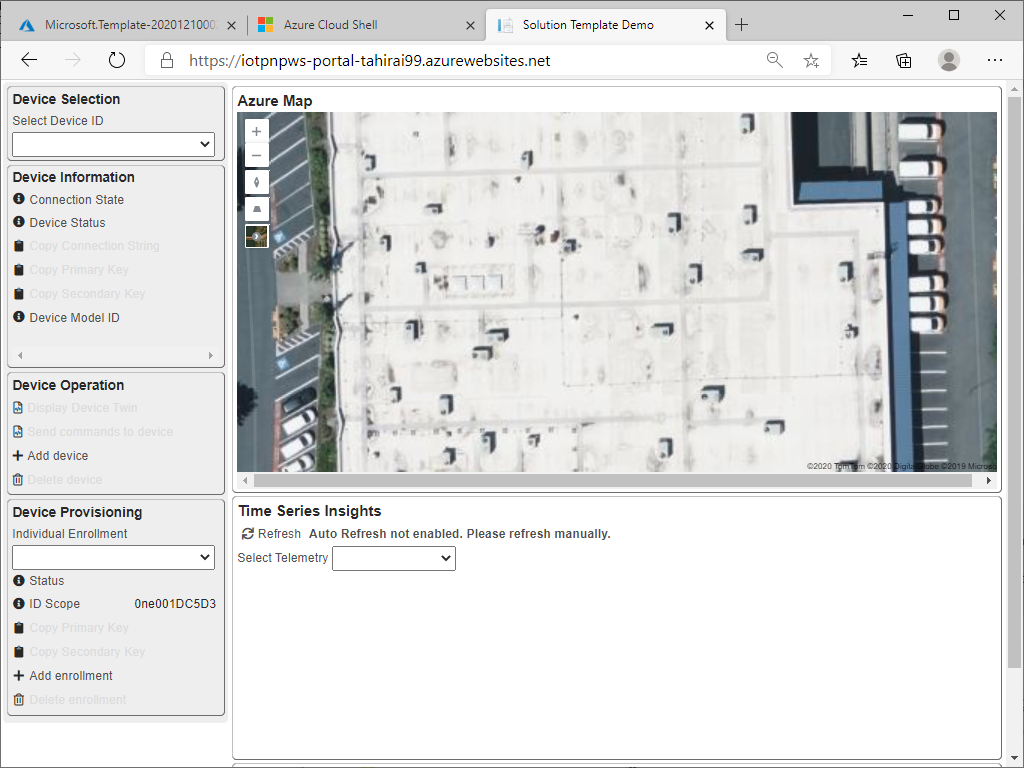 Microsoft.Template-2020121000
Azure Cloud Shell
Solution Template Demo
https://iotpnpws-portal-tahirai99.azurewebsites.net
Device Selection
Select Device ID
Device Information
Connection State
Device Status
Copy Connection String
Copy Primary Key
Copy Secondary Key
Device Model ID
Device Operation
Display Device Twin
Send commands to device
Add device
Delete device
Device Provisioning
Individual Enrollment
Status
ID Scope 0ne001DC5D3
Copy Primary Key
Copy Secondary Key
Add enrollment
Delete enrollment
Azure Map
©2020 TomTom ©2020 DigitalGlobe ©2019 Microso
Time Series Insights
Refresh Auto Refresh not enabled. Please refresh manually.
Select Telemetry